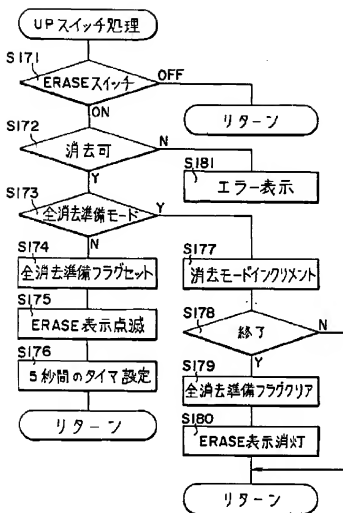 UPスイッチ処理
S171
ERASEスイッチ
OFF
ON
リターン
S172
消去可
N
Y
S181
エラー表示
S173
全消去準備モード
Y
N
S174
全消去準備フラグセット
S175
ERASE表示点滅
S176
5秒間のタイマ設定
リターン
S177
消去モードインクリメント
S178
終了
N
Y
S179
全消去準備フラグクリア
S180
ERASE表示消灯
リターン